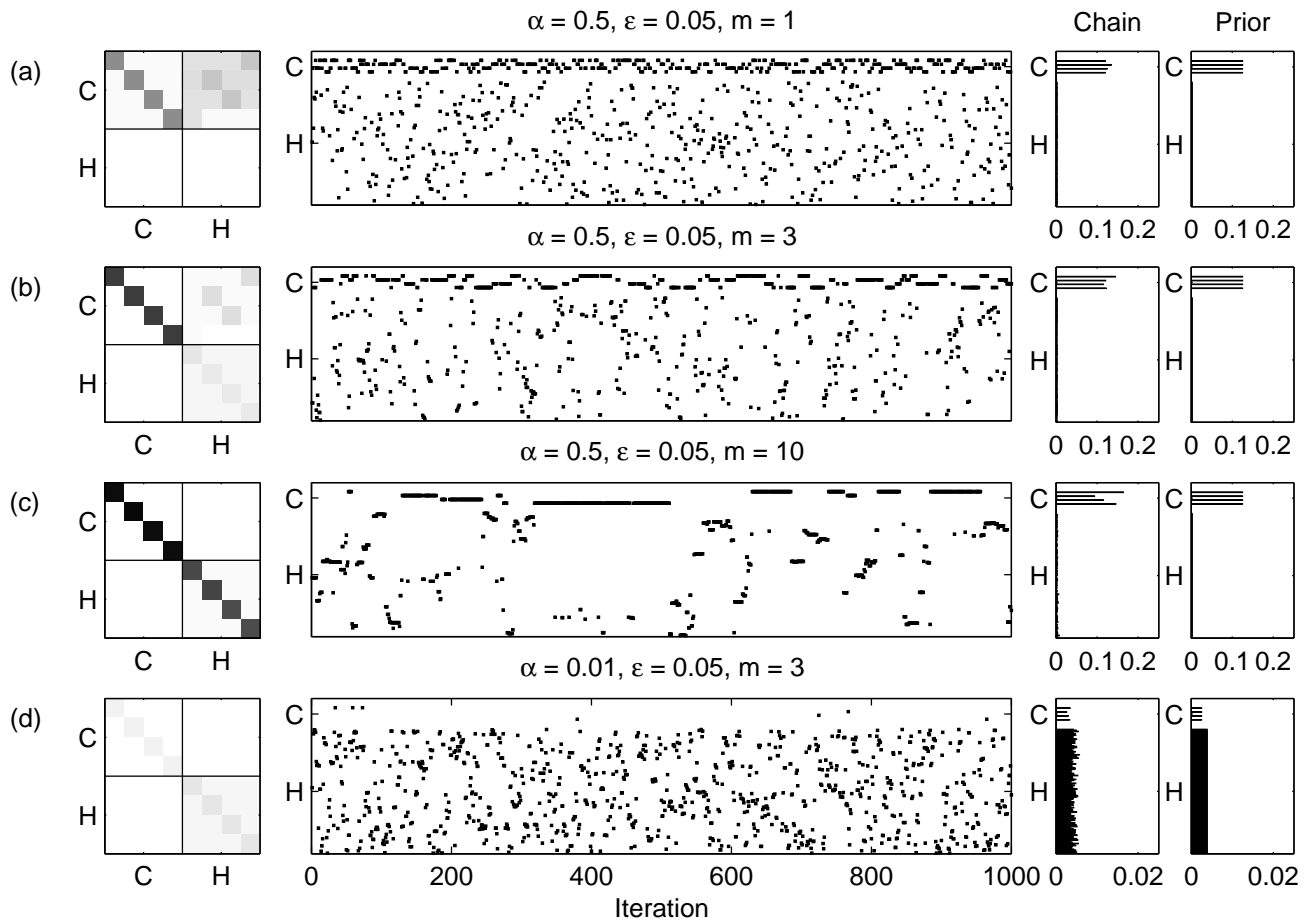 α = 0.5, ε = 0.05, m = 1
Chain
Prior
(a)
C
H
C
H
C
H
C
H
C
H
0 0.1 0.2
0 0.1 0.2
α = 0.5, ε = 0.05, m = 3
(b)
C
H
C
H
C
H
C
H
C
H
0 0.1 0.2
0 0.1 0.2
α = 0.5, ε = 0.05, m = 10
(c)
C
H
C
H
C
H
C
H
C
H
0 0.1 0.2
0 0.1 0.2
α = 0.01, ε = 0.05, m = 3
(d)
C
H
C
H
C
H
C
H
C
H
0 200 400 600 800 1000
0 0.02
0 0.02
Iteration